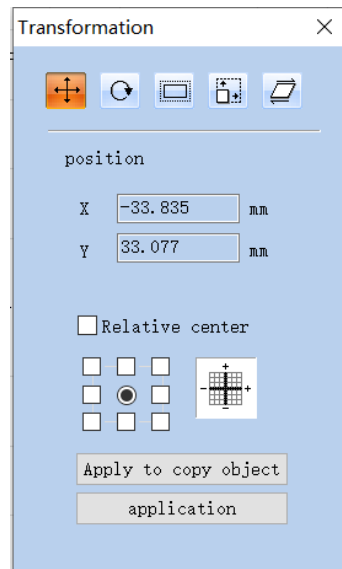 Transformation
position
X -33.835 mm
Y 33.077 mm
Relative center
+
- +
-
Apply to copy object
application